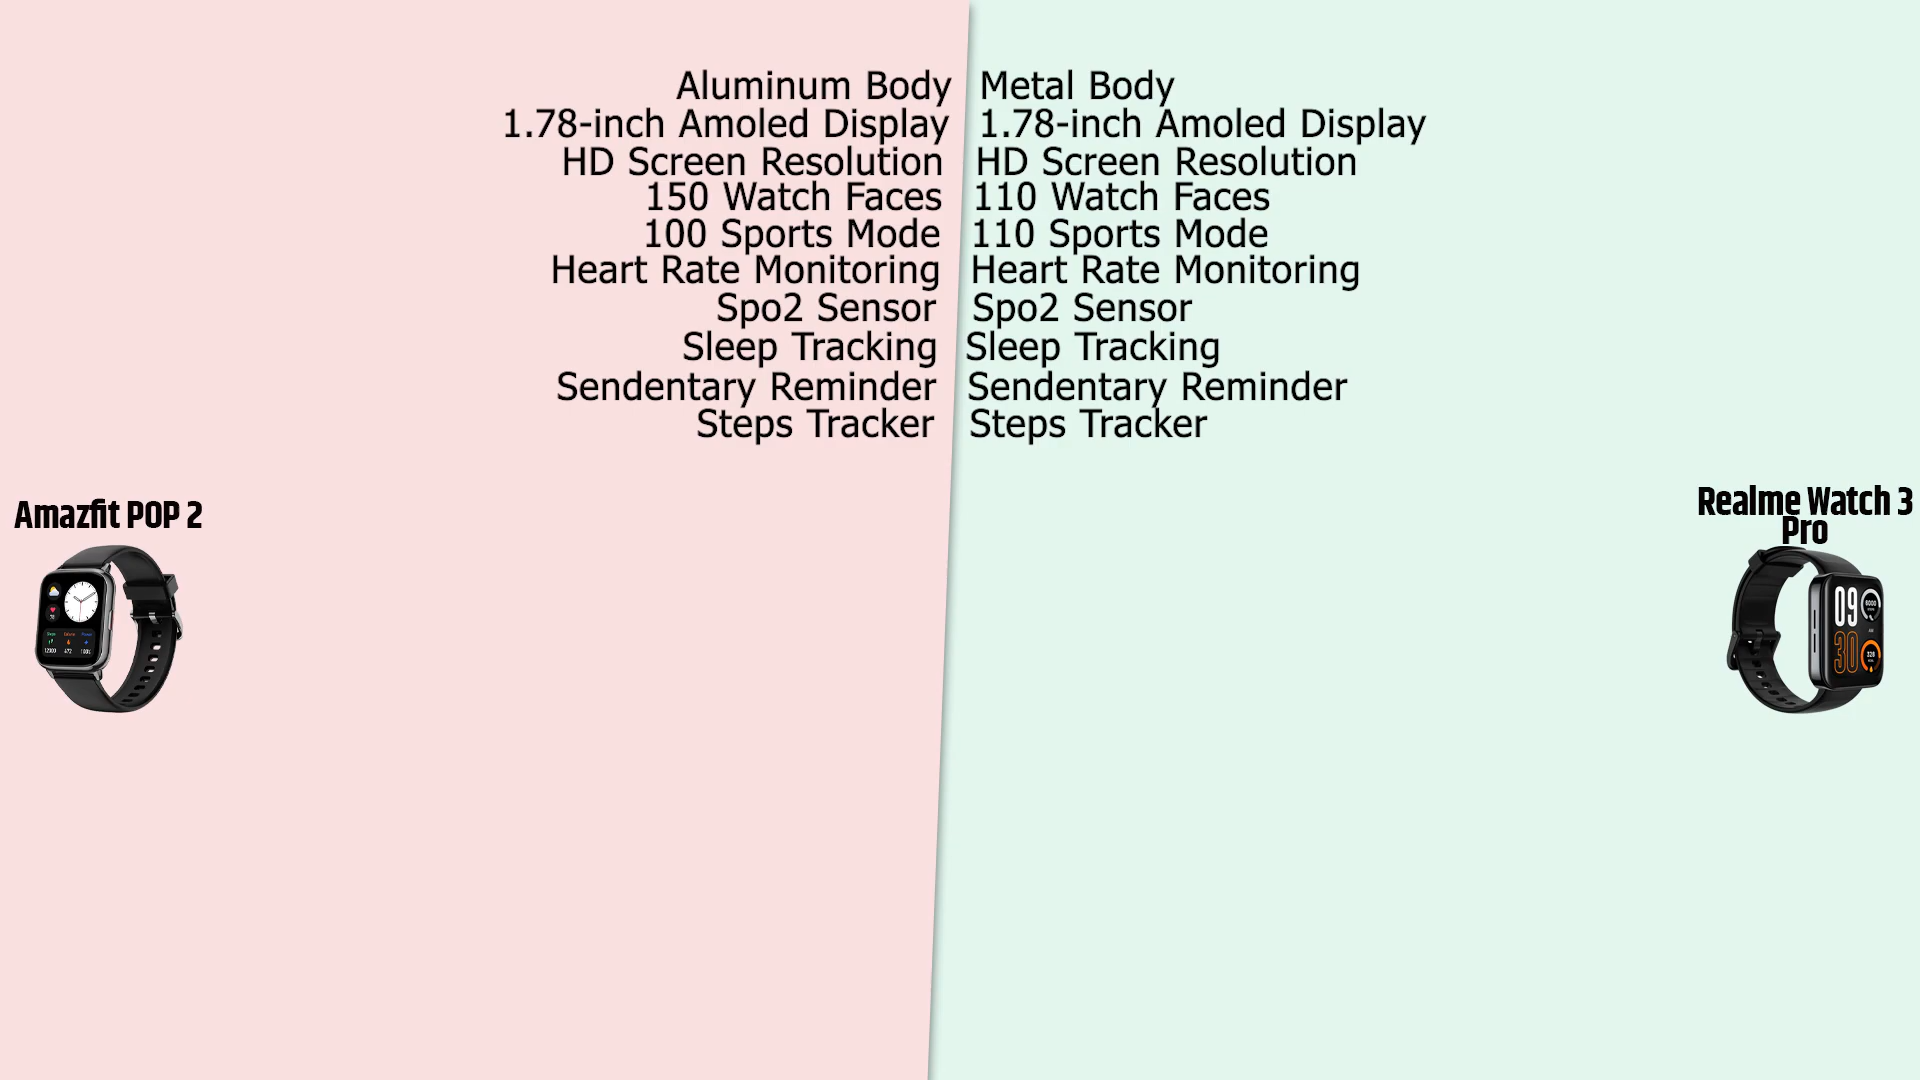 Aluminum Body
1.78-inch Amoled Display
HD Screen Resolution
150 Watch Faces
100 Sports Mode
Heart Rate Monitoring
Spo2 Sensor
Sleep Tracking
Sendentary Reminder
Steps Tracker
Amazfit POP 2
Metal Body
1.78-inch Amoled Display
HD Screen Resolution
110 Watch Faces
110 Sports Mode
Heart Rate Monitoring
Spo2 Sensor
Sleep Tracking
Sendentary Reminder
Steps Tracker
Realme Watch 3
Pro
09
30